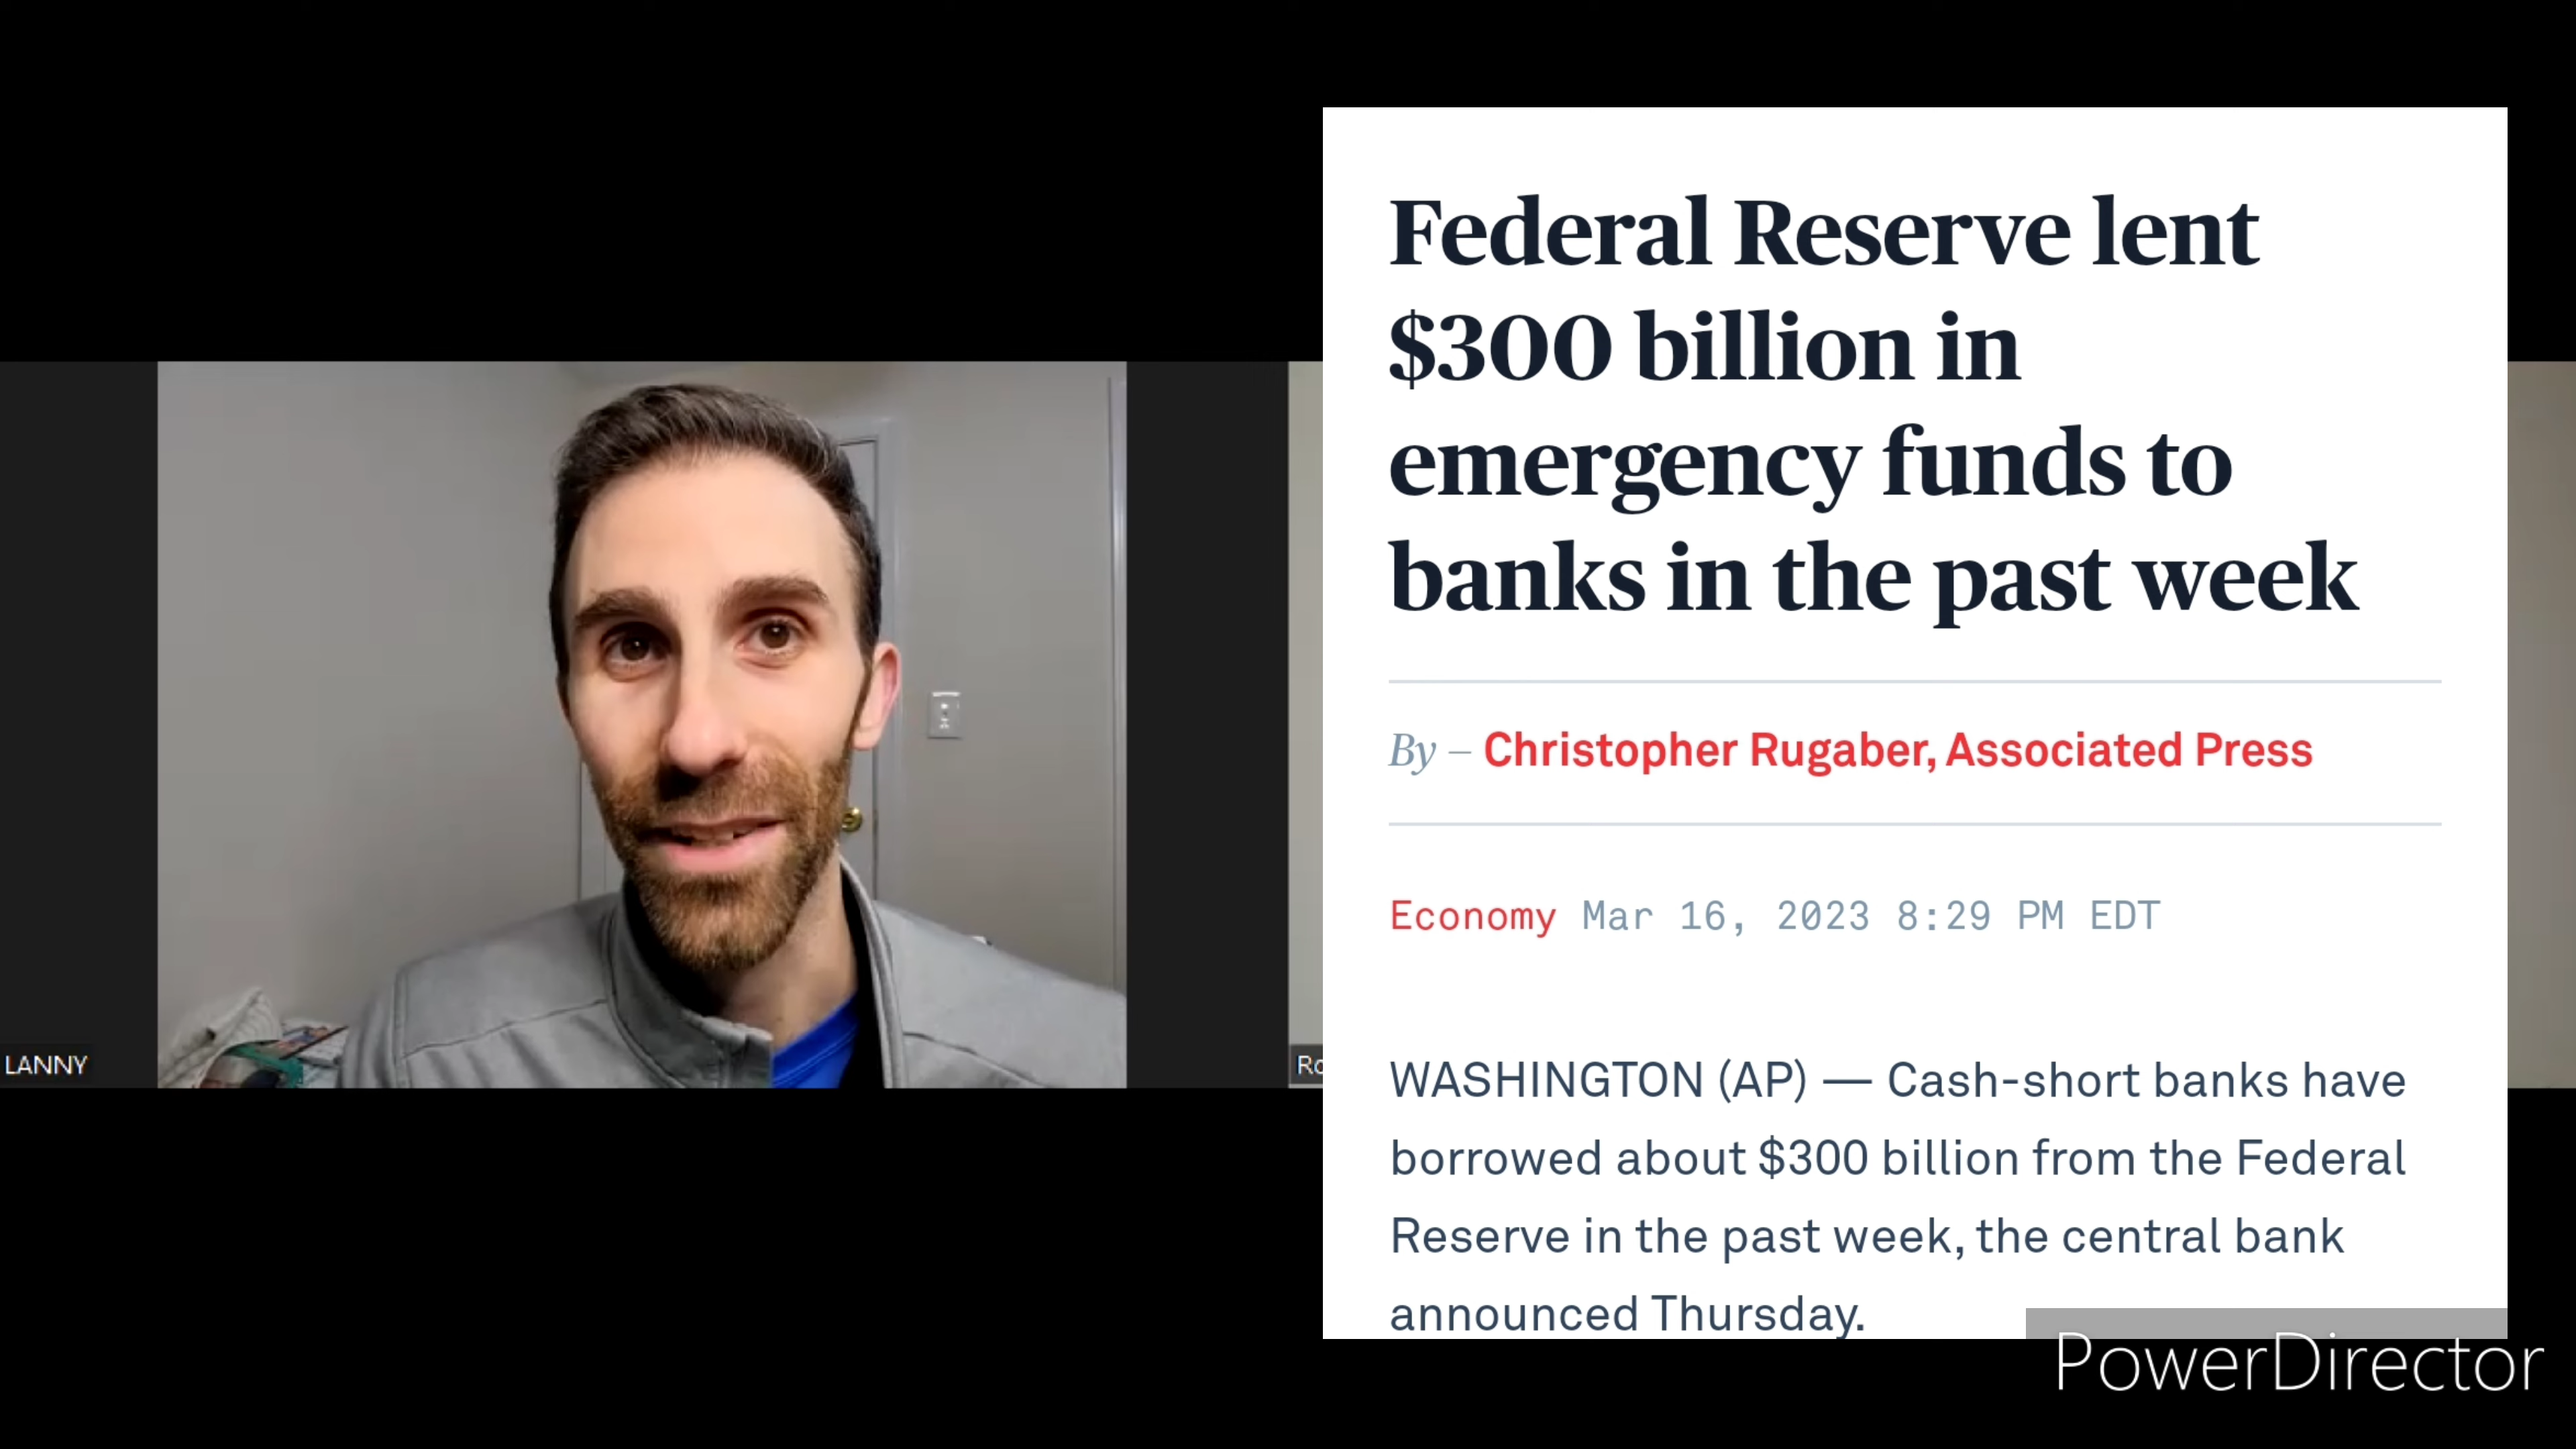 Federal Reserve lent
$300 billion in
emergency funds to
banks in the past week
By – Christopher Rugaber, Associated Press
Economy Mar 16, 2023 8:29 PM EDT
WASHINGTON (AP) — Cash-short banks have
borrowed about $300 billion from the Federal
Reserve in the past week, the central bank
announced Thursday.
LANNY
PowerDirector